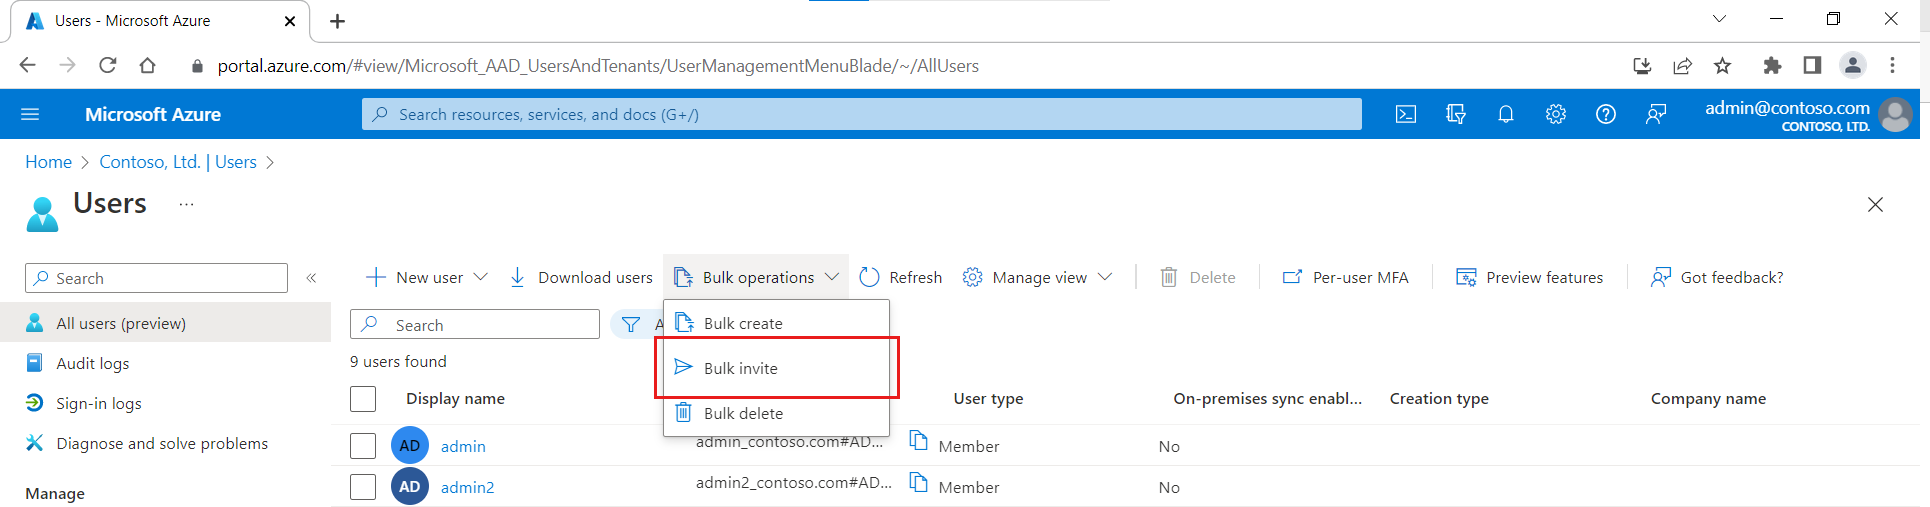 Users - Microsoft Azure
portal.azure.com/#view/Microsoft_AAD_UsersAndTenants/UserManagementMenuBlade/~/AllUsers
Microsoft Azure
Search resources, services, and docs (G+/)
admin@contoso.com
CONTOSO, LTD.
Home > Contoso, Ltd. | Users >
Users ...
Search «
New user Download users Bulk operations Refresh Manage view Delete Per-user MFA Preview features Got feedback?
All users (preview)
Audit logs
Sign-in logs
Diagnose and solve problems
Manage
Search A
Bulk create
Bulk invite
Bulk delete
9 users found
Display name User type On-premises sync enabl... Creation type Company name
AD admin admin_contoso.com#AD... Member No
AD admin2 admin2_contoso.com#AD... Member No